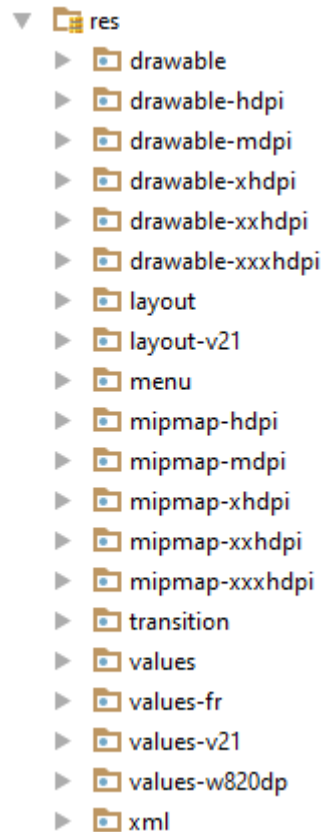 res
drawable
drawable-hdpi
drawable-mdpi
drawable-xhdpi
drawable-xxhdpi
drawable-xxxhdpi
layout
layout-v21
menu
mipmap-hdpi
mipmap-mdpi
mipmap-xhdpi
mipmap-xxhdpi
mipmap-xxxhdpi
transition
values
values-fr
values-v21
values-w820dp
xml